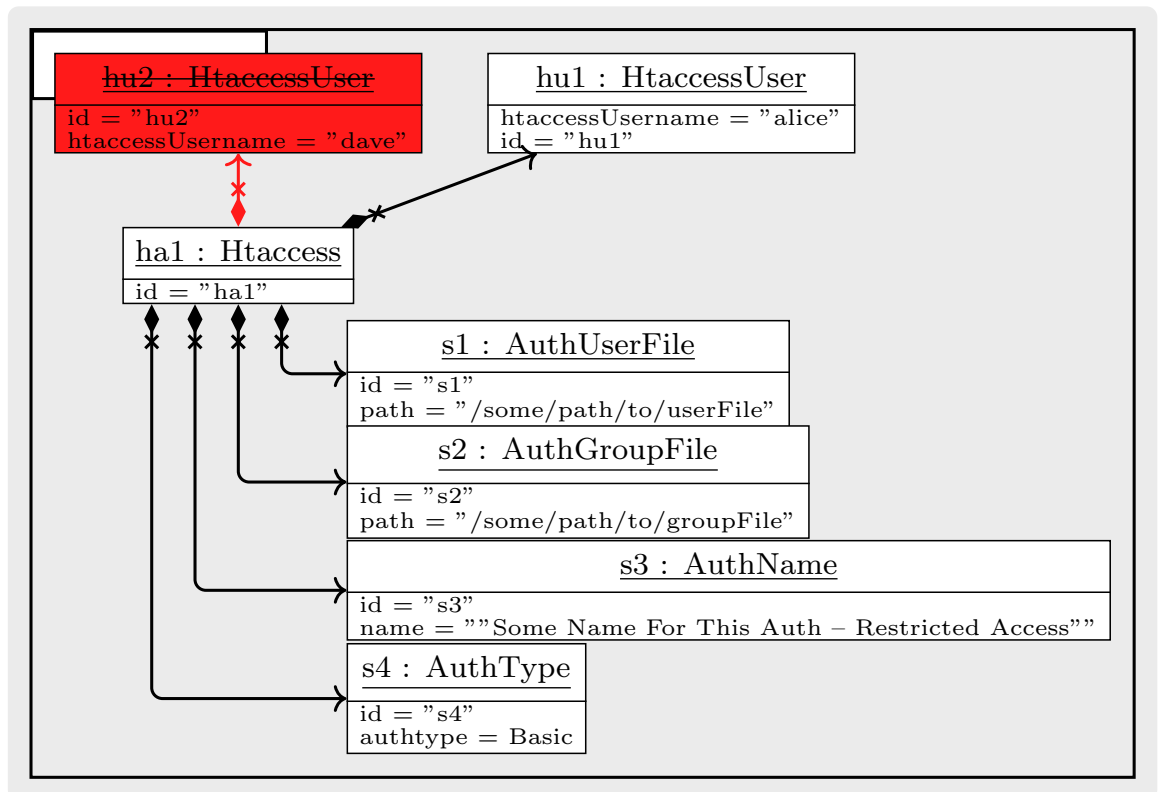 hu2 : HtaccessUser
id = ”hu2”
htaccessUsername = ”dave”
hu1 : HtaccessUser
htaccessUsername = ”alice”
id = ”hu1”
ha1 : Htaccess
id = ”ha1”
s1 : AuthUserFile
id = ”s1”
path = ”/some/path/to/userFile”
s2 : AuthGroupFile
id = ”s2”
path = ”/some/path/to/groupFile”
s3 : AuthName
id = ”s3”
name = ””Some Name For This Auth – Restricted Access””
s4 : AuthType
id = ”s4”
authtype = Basic